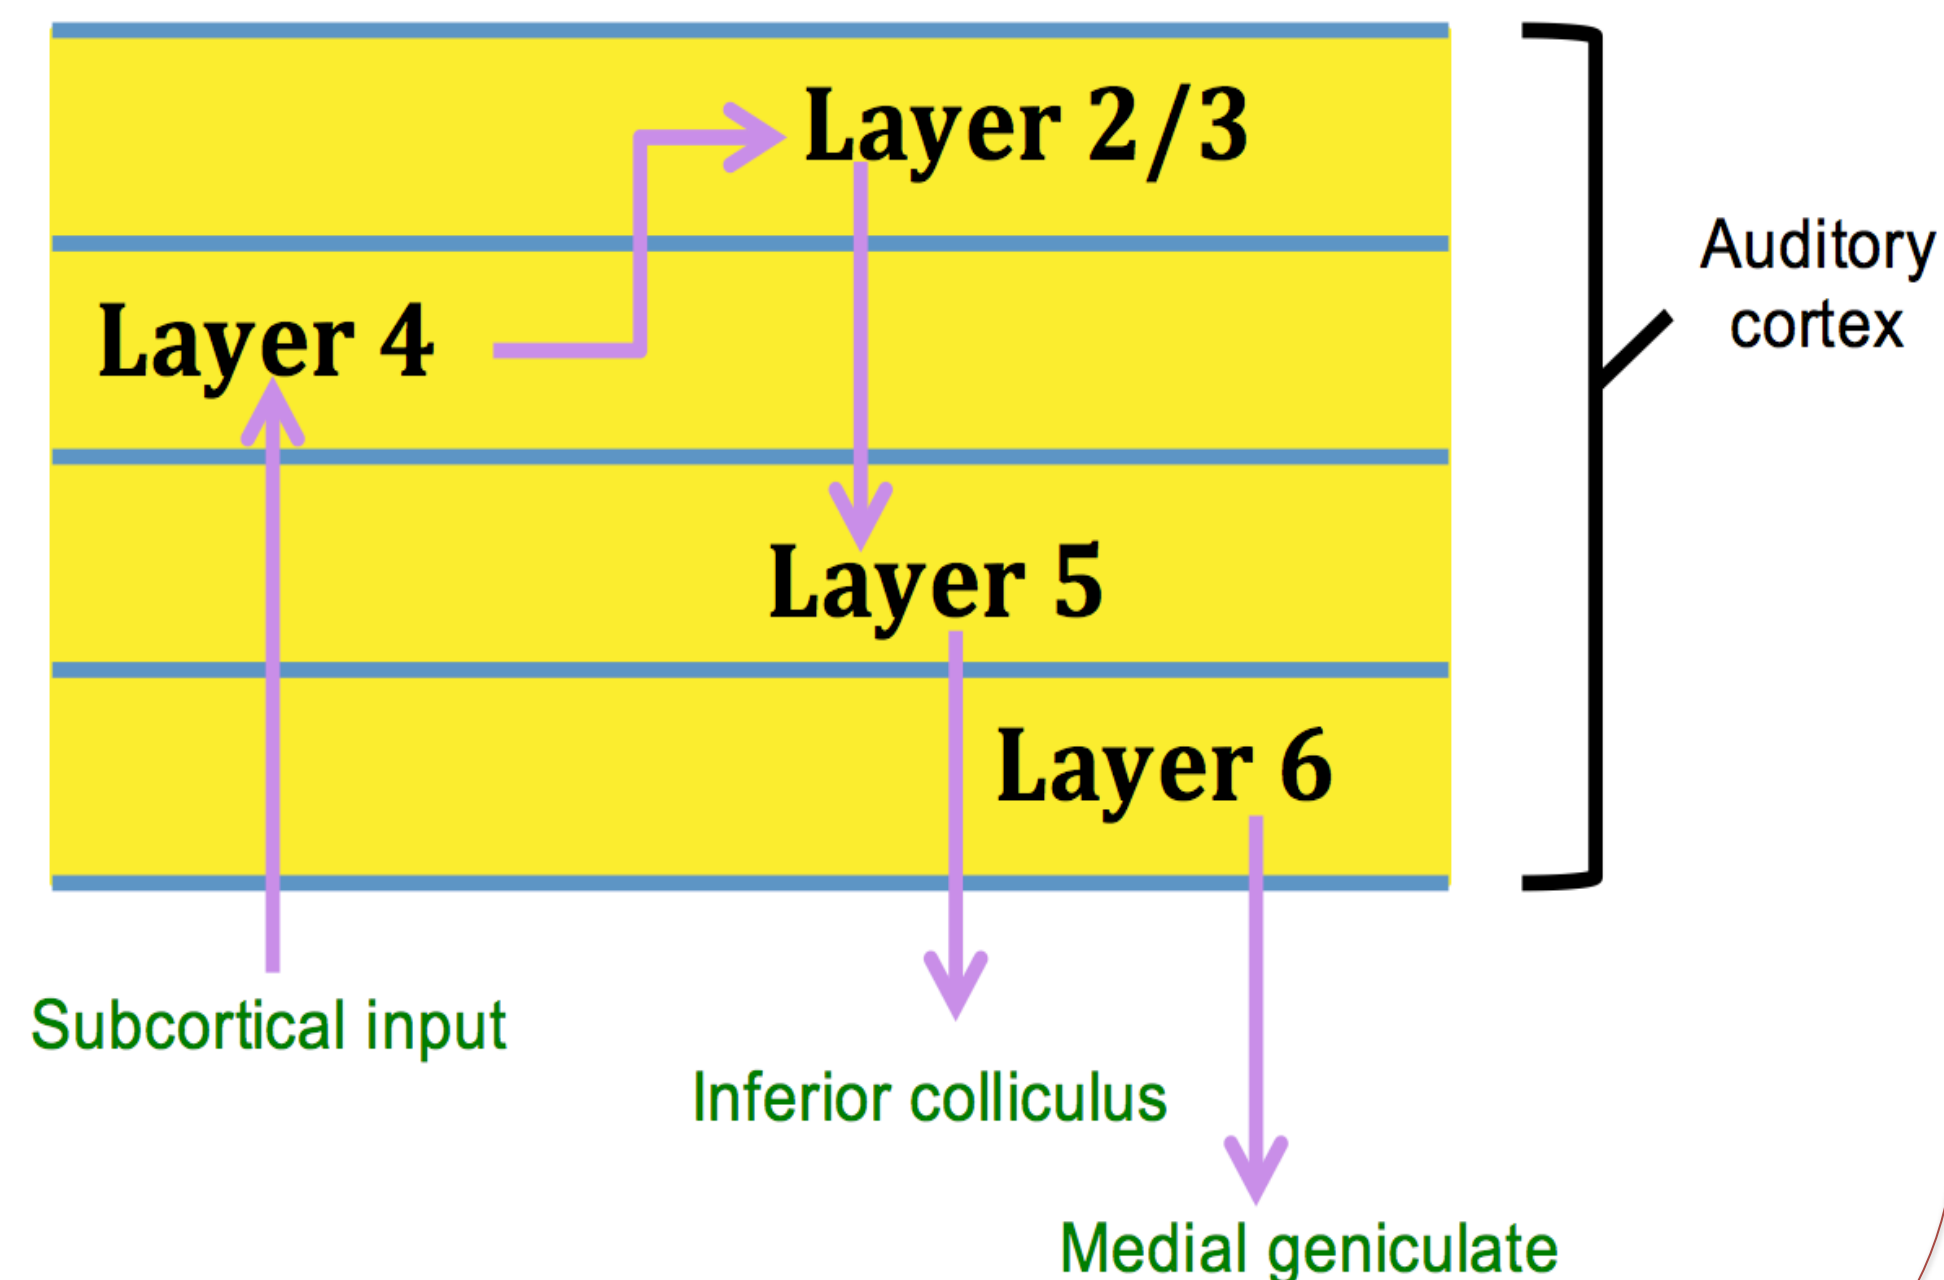 Layer 2/3
Auditory
cortex
Layer 4
Layer 5
Layer 6
Subcortical input
Inferior colliculus
Medial geniculate